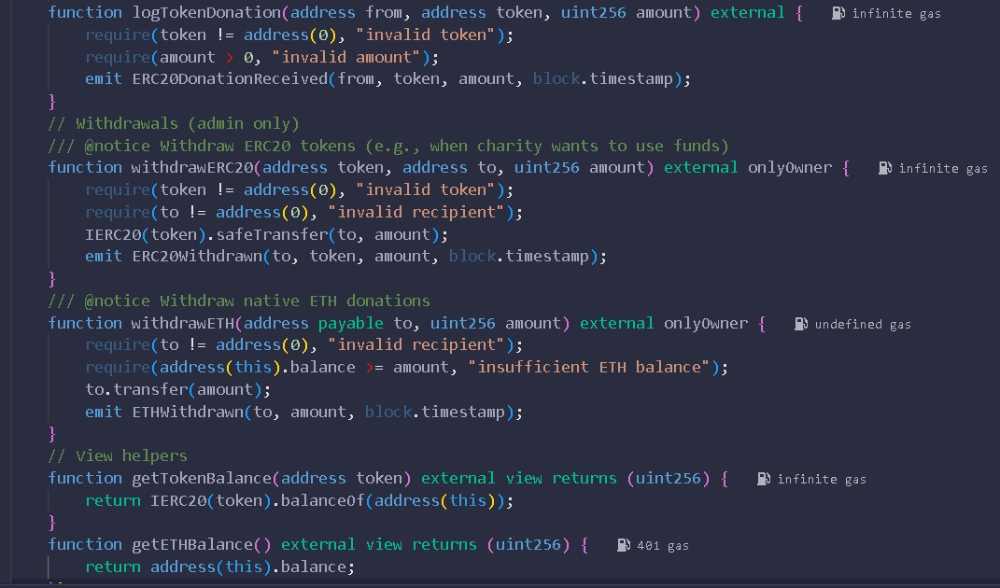 function logTokenDonation(address from, address token, uint256 amount) external { infinite gas
require(token != address(0), "invalid token");
require(amount > 0, "invalid amount");
emit ERC20DonationReceived(from, token, amount, block.timestamp);
}
// Withdrawals (admin only)
/// @notice Withdraw ERC20 tokens (e.g., when charity wants to use funds)
function withdrawERC20(address token, address to, uint256 amount) external onlyOwner { infinite gas
require(token != address(0), "invalid token");
require(to != address(0), "invalid recipient");
IERC20(token).safeTransfer(to, amount);
emit ERC20Withdrawn(to, token, amount, block.timestamp);
}
/// @notice Withdraw native ETH donations
function withdrawETH(address payable to, uint256 amount) external onlyOwner { undefined gas
require(to != address(0), "invalid recipient");
require(address(this).balance >= amount, "insufficient ETH balance");
to.transfer(amount);
emit ETHWithdrawn(to, amount, block.timestamp);
}
// View helpers
function getTokenBalance(address token) external view returns (uint256) { infinite gas
return IERC20(token).balanceOf(address(this));
}
function getETHBalance() external view returns (uint256) { 401 gas
return address(this).balance;